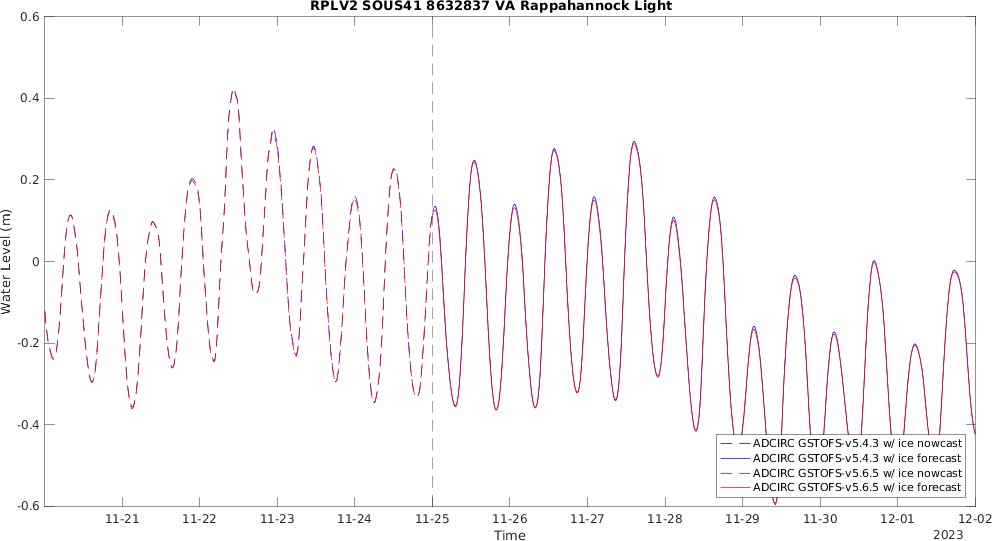 RPLV2 SOUS41 8632837 VA Rappahannock Light
0.6
0.4
0.2
0
-0.2
-0.4
-0.6
Water Level (m)
11-21 11-22 11-23 11-24 11-25 11-26 11-27 11-28 11-29 11-30 12-01 12-02
Time
2023
ADCIRC GSTOFS-v5.4.3 w/ ice nowcast
ADCIRC GSTOFS-v5.4.3 w/ ice forecast
ADCIRC GSTOFS-v5.6.5 w/ ice nowcast
ADCIRC GSTOFS-v5.6.5 w/ ice forecast